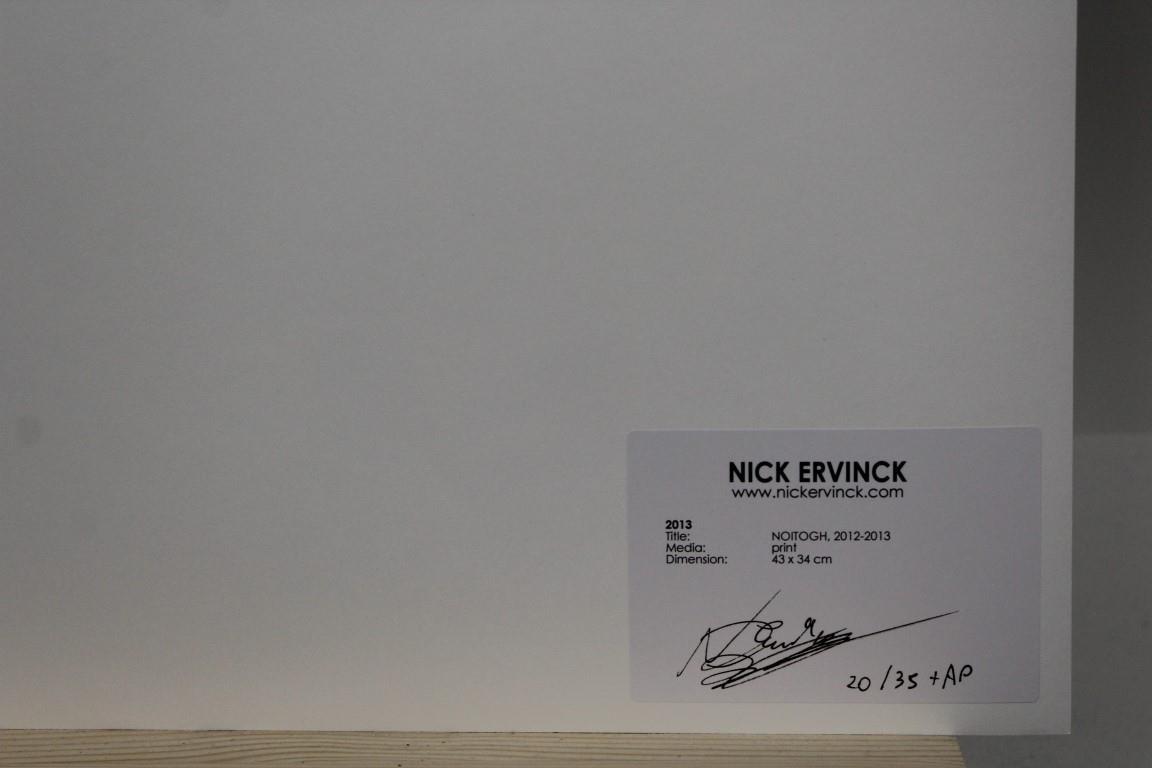 NICK ERVINCK
www.nickervinck.com
2013
Title: NOITOGH, 2012-2013
Media: print
Dimension: 43 x 34 cm
20/35 +AP